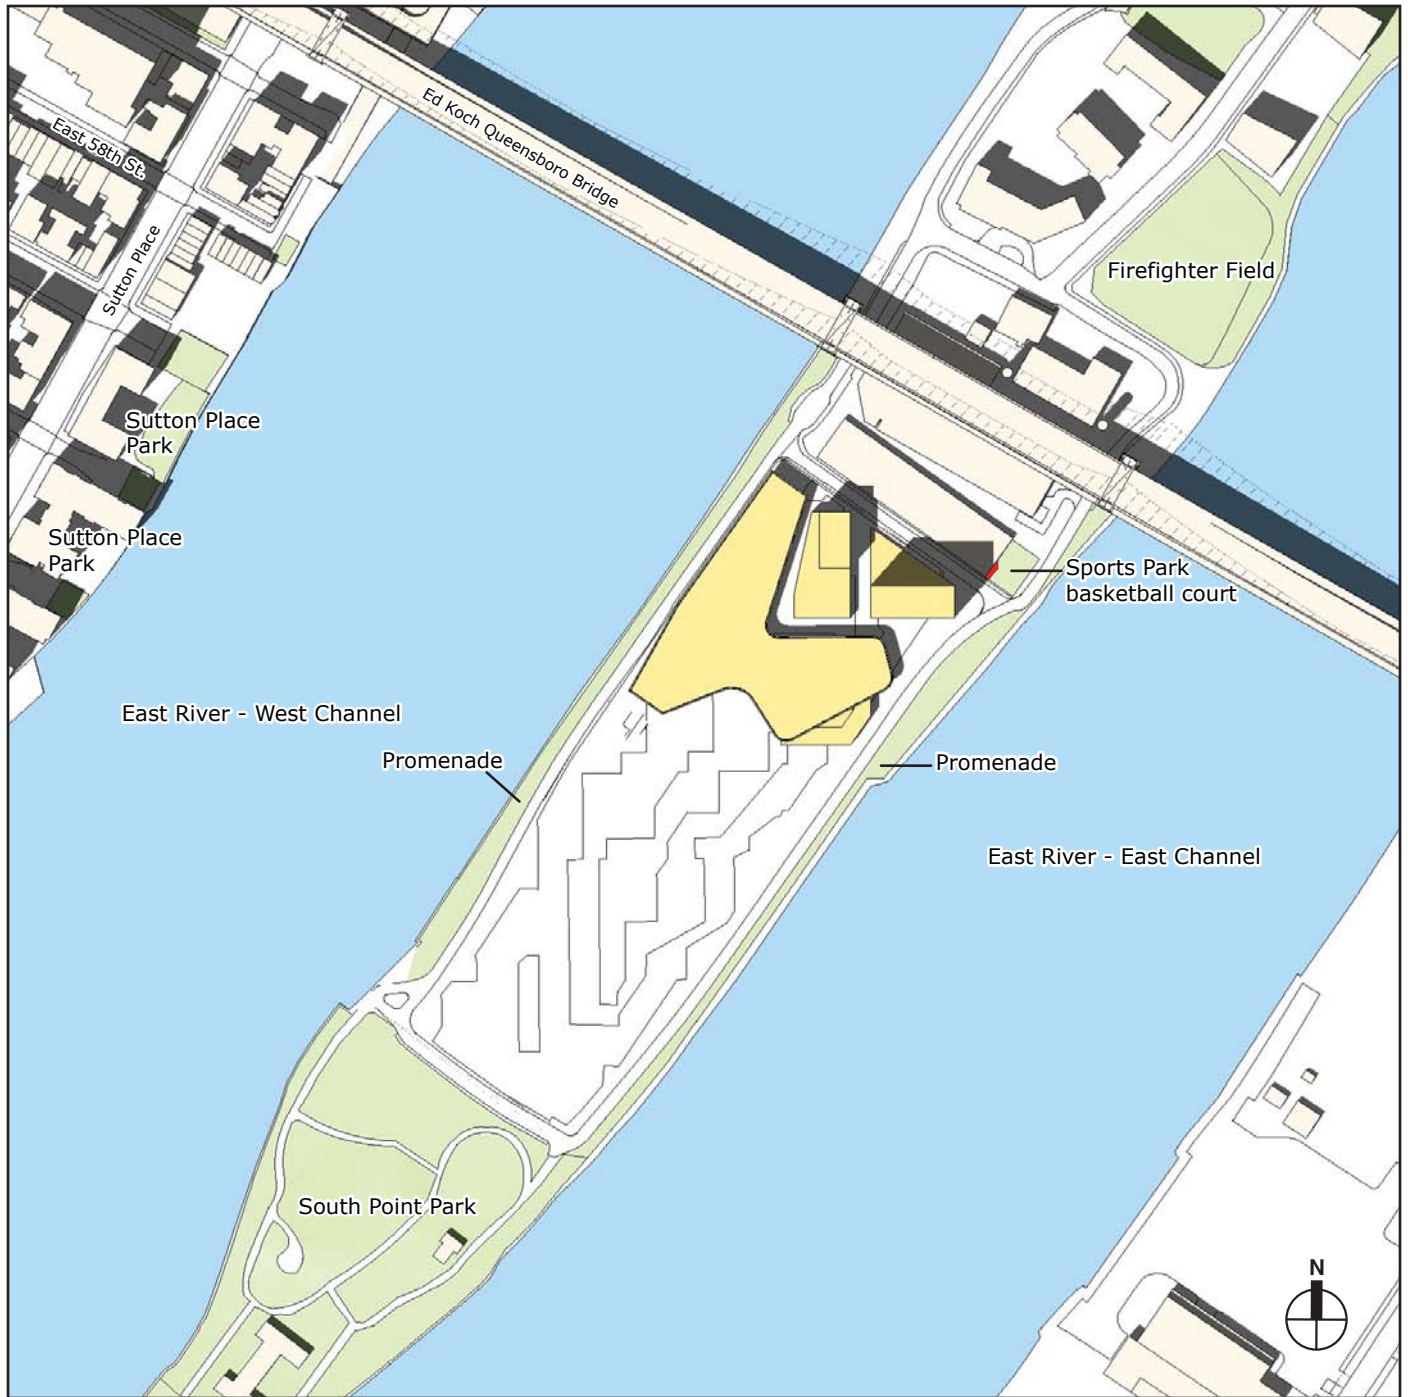 Ed Koch Queensboro Bridge
East 58th St.
Sutton Place
Firefighter Field
Sutton Place
Park
Sutton Place
Park
Sports Park
basketball court
East River - West Channel
Promenade
Promenade
East River - East Channel
South Point Park
N